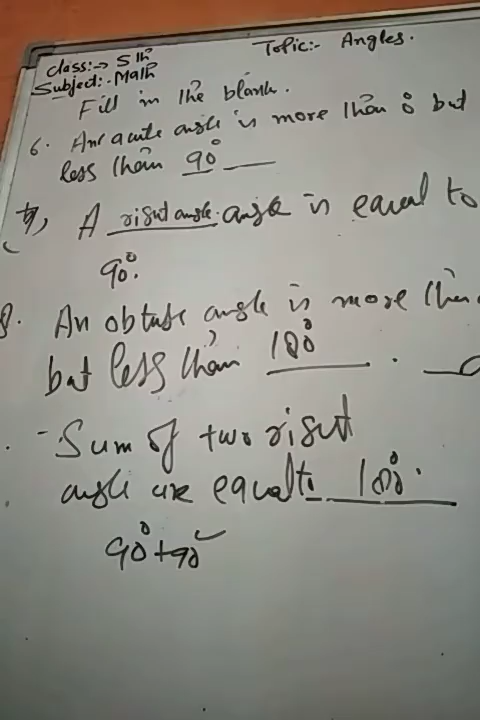 Class:→ 5th Topic:- Angles.
Subject:- Math
Fill in the blank.
6. An acute angle is more than 0° but
less than 90°
7, A right angle angle is equal to
90°.
8. An obtuse angle is more than
but less than 180°.
- Sum of two right
angle are equal to 180°.
90° + 90°